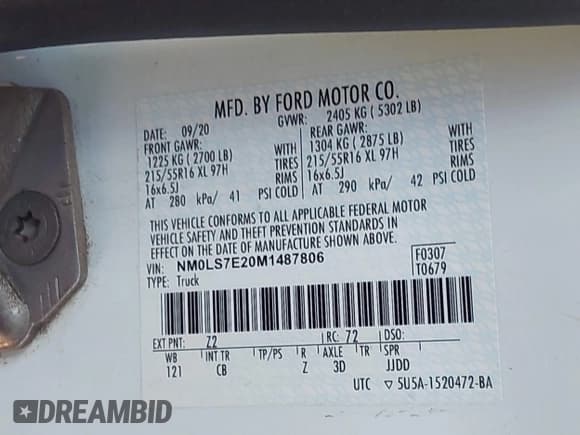 MFD. BY FORD MOTOR CO.
DATE: 09/20 GVWR: 2405 KG ( 5302 LB)
FRONT GAWR: REAR GAWR:
1225 KG ( 2700 LB) WITH 1304 KG ( 2875 LB) WITH
215/55R16 XL 97H TIRES 215/55R16 XL 97H TIRES
16x6.5J RIMS 16x6.5J RIMS
AT 280 kPa/ 41 PSI COLD AT 290 kPa/ 42 PSI COLD
THIS VEHICLE CONFORMS TO ALL APPLICABLE FEDERAL MOTOR
VEHICLE SAFETY AND THEFT PREVENTION STANDARDS IN
EFFECT ON THE DATE OF MANUFACTURE SHOWN ABOVE.
VIN: NM0LS7E20M1487806 F0307
TYPE: Truck T0679
EXT PNT: Z2 RC: 72 DSO:
WB INT TR TP/PS R AXLE TR SPR
121 CB Z 3D JJDD
UTC ▽ 5U5A-1520472-BA
DREAMBID